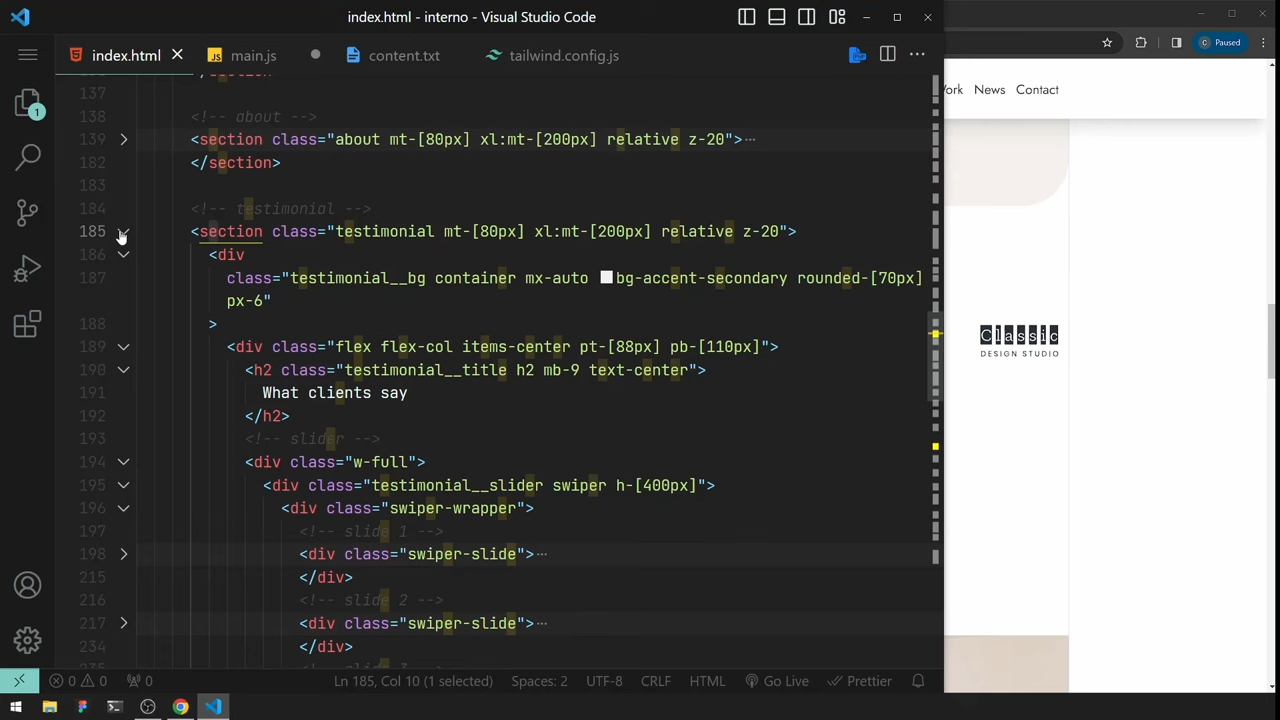 index.html - interno - Visual Studio Code
index.html
main.js
content.txt
tailwind.config.js
Paused
137
138 <!-- about -->
139 <section class="about mt-[80px] xl:mt-[200px] relative z-20">
182 </section>
183
184 <!-- testimonial -->
185 <section class="testimonial mt-[80px] xl:mt-[200px] relative z-20">
186 <div
187 class="testimonial__bg container mx-auto bg-accent-secondary rounded-[70px]
px-6"
188 >
189 <div class="flex flex-col items-center pt-[88px] pb-[110px]">
190 <h2 class="testimonial__title h2 mb-9 text-center">
191 What clients say
192 </h2>
193 <!-- slider -->
194 <div class="w-full">
195 <div class="testimonial__slider swiper h-[400px]">
196 <div class="swiper-wrapper">
197 <!-- slide 1 -->
198 <div class="swiper-slide">
215 </div>
216 <!-- slide 2 -->
217 <div class="swiper-slide">
234 </div>
News Contact
Classic
DESIGN STUDIO
1
0 0 0
Ln 185, Col 10 (1 selected)
Spaces: 2
UTF-8
CRLF
HTML
Go Live
Prettier